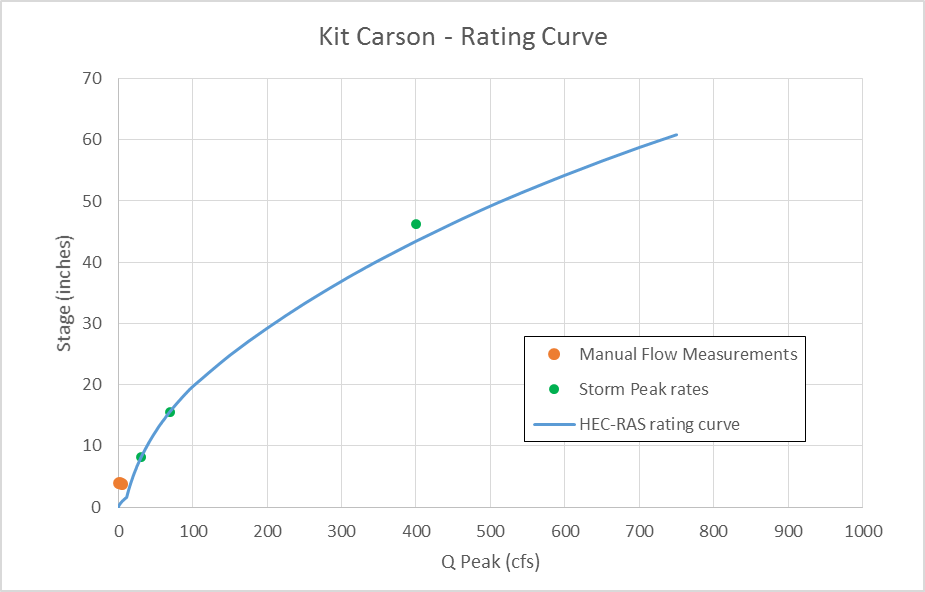 Kit Carson - Rating Curve
70
60
50
40
30
20
10
0
Stage (inches)
Manual Flow Measurements
Storm Peak rates
HEC-RAS rating curve
0 100 200 300 400 500 600 700 800 900 1000
Q Peak (cfs)